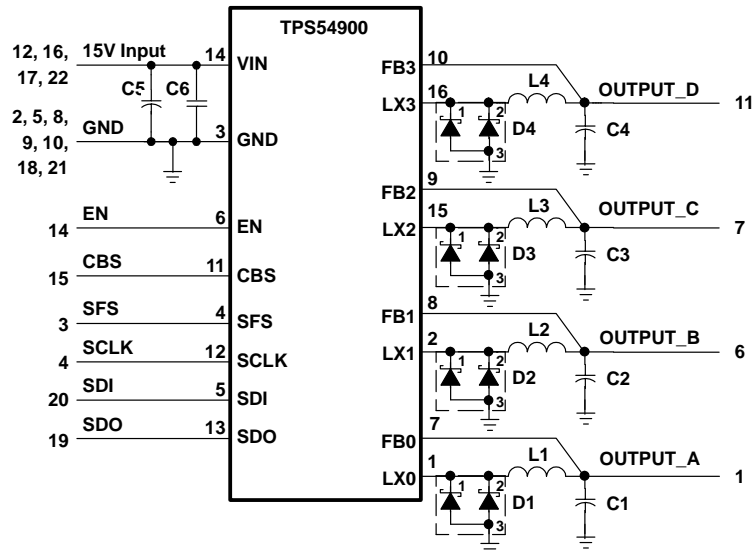 TPS54900
12, 16,
17, 22
15V Input
14
VIN
C5
C6
2, 5, 8,
9, 10,
18, 21
GND
3
GND
14
EN
6
EN
15
CBS
11
CBS
3
SFS
4
SFS
4
SCLK
12
SCLK
20
SDI
5
SDI
19
SDO
13
SDO
FB3
10
LX3
16
1
2
3
D4
L4
OUTPUT_D
11
C4
FB2
9
LX2
15
1
2
3
D3
L3
OUTPUT_C
7
C3
FB1
8
LX1
2
1
2
3
D2
L2
OUTPUT_B
6
C2
FB0
7
LX0
1
1
2
3
D1
L1
OUTPUT_A
1
C1